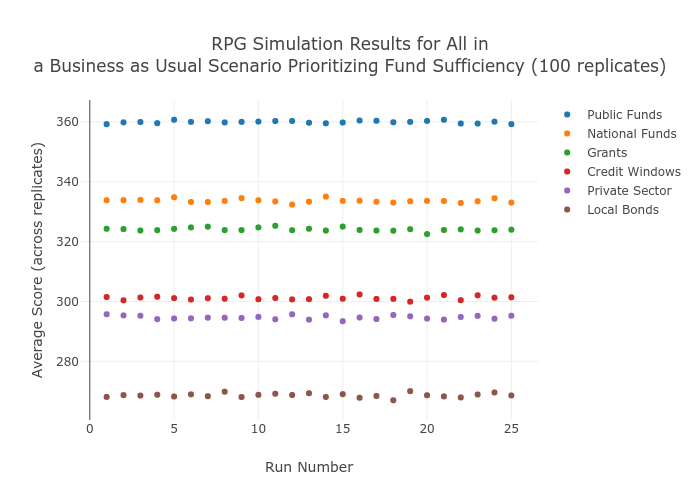 RPG Simulation Results for All in
a Business as Usual Scenario Prioritizing Fund Sufficiency (100 replicates)
Public Funds
National Funds
Grants
Credit Windows
Private Sector
Local Bonds
Average Score (across replicates)
360
340
320
300
280
0 5 10 15 20 25
Run Number